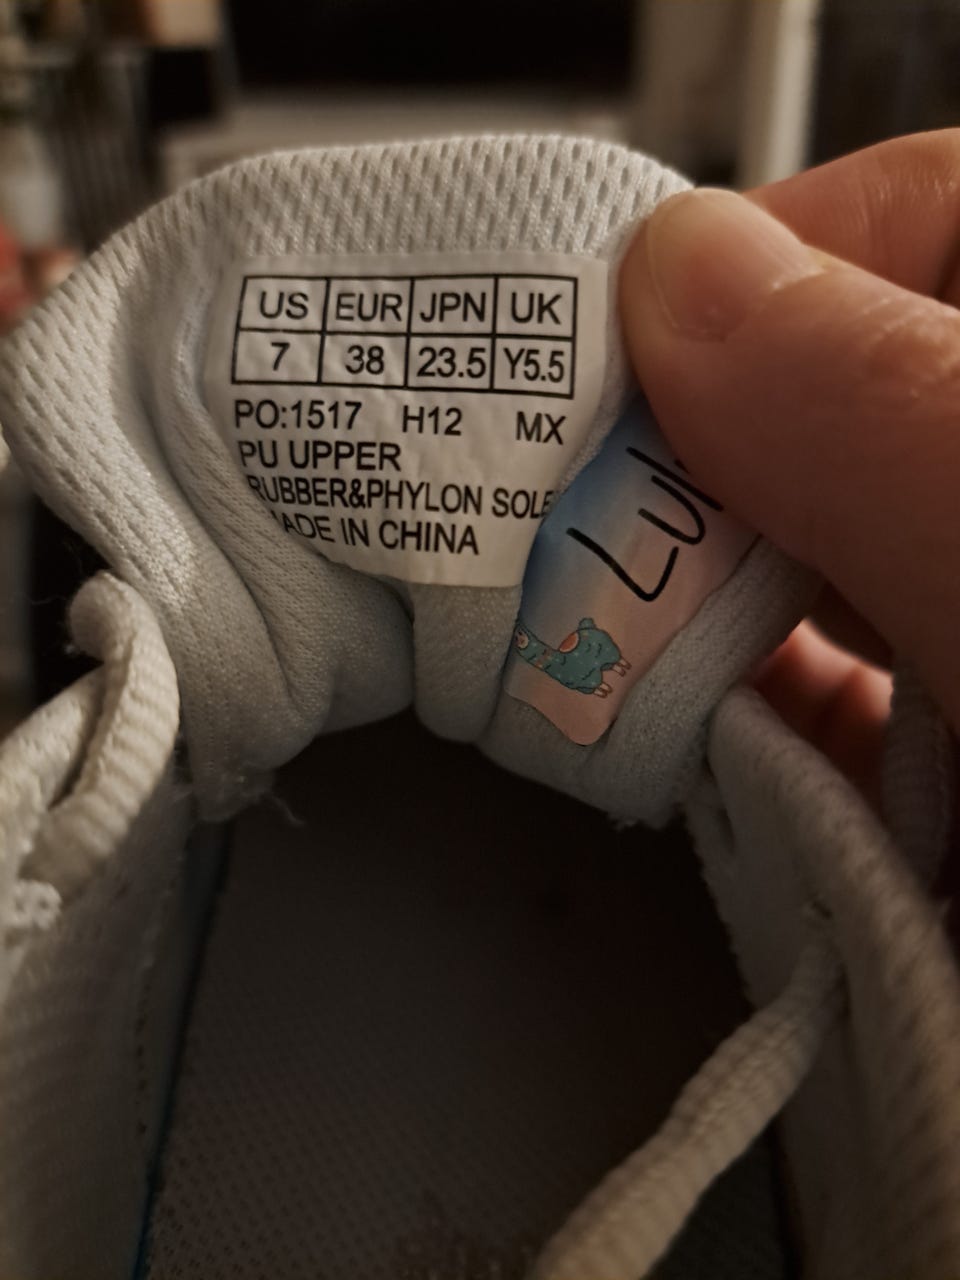 US EUR JPN UK
7 38 23.5 Y5.5
PO:1517 H12 MX
PU UPPER
RUBBER&PHYLON SOLE
MADE IN CHINA